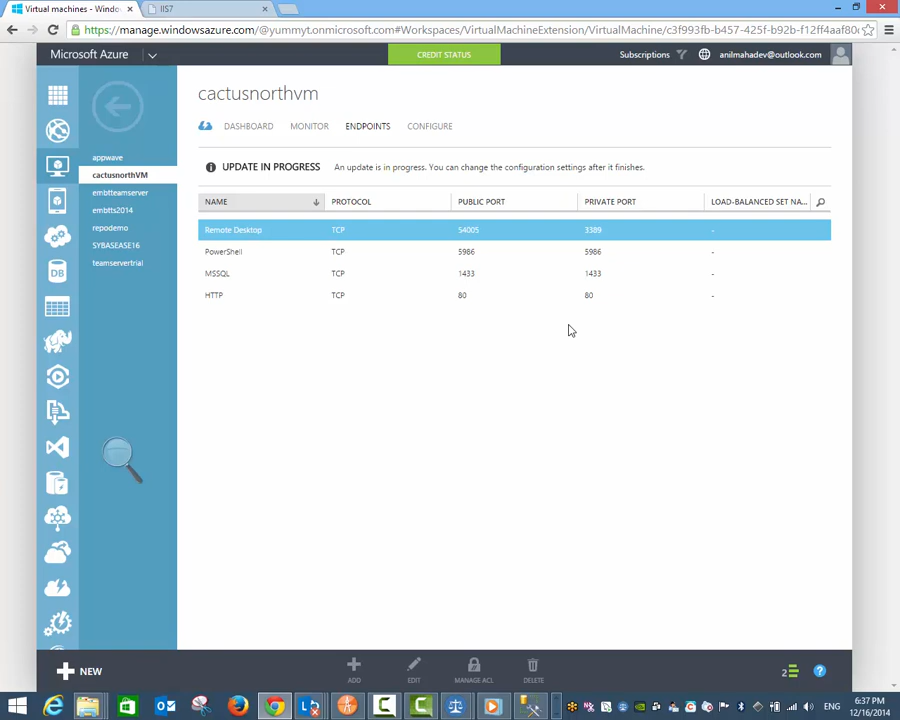 Virtual machines - Windo
IIS7
https://manage.windowsazure.com/@yummyt.onmicrosoft.com#Workspaces/VirtualMachineExtension/VirtualMachine/c3f993fb-b457-425f-b92b-f12ff4aaf80
Microsoft Azure
CREDIT STATUS
Subscriptions
anilmahadev@outlook.com
cactusnorthvm
DASHBOARD MONITOR ENDPOINTS CONFIGURE
UPDATE IN PROGRESS An update is in progress. You can change the configuration settings after it finishes.
appwave
cactusnorthVM
embtteamserver
embtts2014
repodemo
SYBASEASE16
teamservertrial
DB
NAME PROTOCOL PUBLIC PORT PRIVATE PORT LOAD-BALANCED SET NA...
Remote Desktop TCP 54005 3389 -
PowerShell TCP 5986 5986 -
MSSQL TCP 1433 1433 -
HTTP TCP 80 80 -
NEW
ADD
EDIT
MANAGE ACL
DELETE
2
?
ENG
6:37 PM
12/16/2014